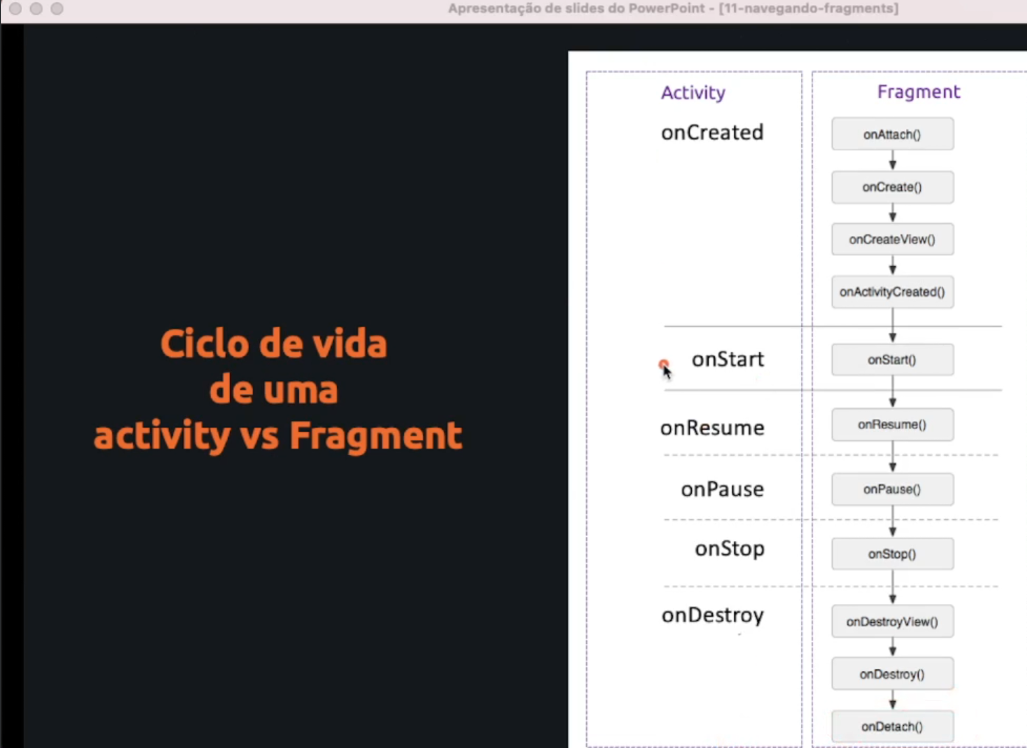 Apresentação de slides do PowerPoint - [11-navegando-fragments]
Ciclo de vida
de uma
activity vs Fragment
Activity
Fragment
onCreated
onAttach()
onCreate()
onCreateView()
onActivityCreated()
onStart
onStart()
onResume
onResume()
onPause
onPause()
onStop
onStop()
onDestroy
onDestroyView()
onDestroy()
onDetach()